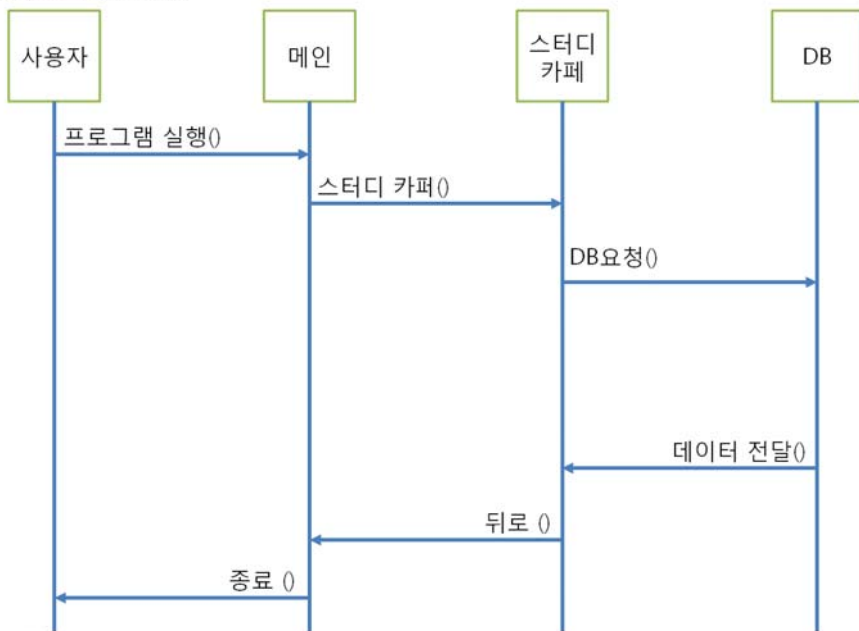 사용자
메인
스터디
카페
DB
프로그램 실행()
스터디 카퍼()
DB요청()
데이터 전달()
뒤로 ()
종료 ()